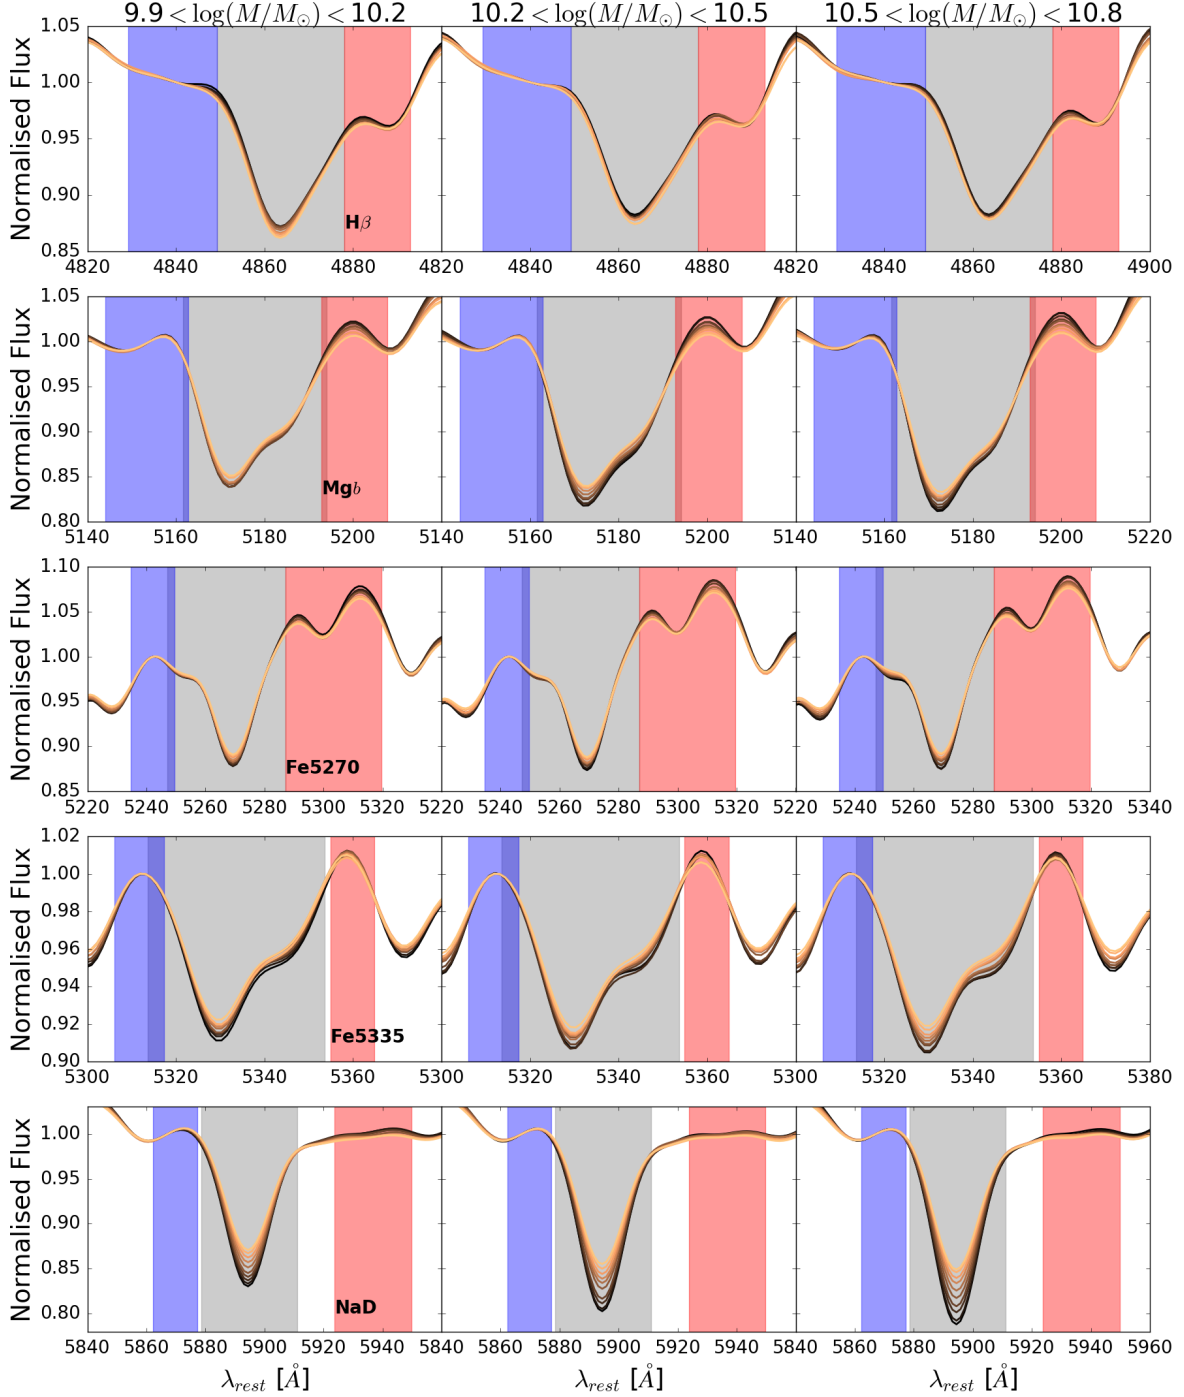 9.9 < log(M/M☉) < 10.2 10.2 < log(M/M☉) < 10.5 10.5 < log(M/M☉) < 10.8
Normalised Flux
1.05
1.00
0.95
0.90
0.85
Hβ
4820 4840 4860 4880 4820 4840 4860 4880 4820 4840 4860 4880 4900
Normalised Flux
1.05
1.00
0.95
0.90
0.85
0.80
Mgb
5140 5160 5180 5200 5140 5160 5180 5200 5140 5160 5180 5200 5220
Normalised Flux
1.10
1.05
1.00
0.95
0.90
0.85
Fe5270
5220 5240 5260 5280 5300 5320 5220 5240 5260 5280 5300 5320 5220 5240 5260 5280 5300 5320 5340
Normalised Flux
1.02
1.00
0.98
0.96
0.94
0.92
0.90
Fe5335
5300 5320 5340 5360 5300 5320 5340 5360 5300 5320 5340 5360 5380
Normalised Flux
1.00
0.95
0.90
0.85
0.80
NaD
5840 5860 5880 5900 5920 5940 5840 5860 5880 5900 5920 5940 5840 5860 5880 5900 5920 5940 5960
λrest [Å] λrest [Å] λrest [Å]